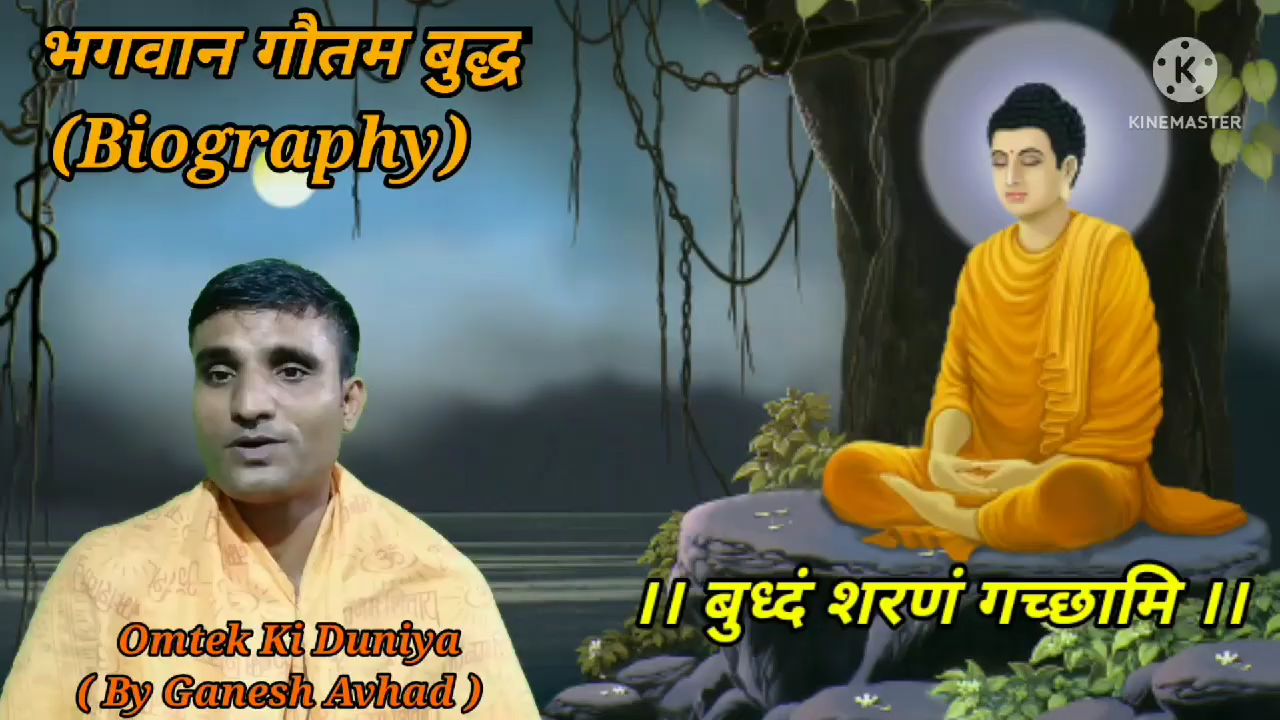 भगवान गौतम बुद्ध
(Biography)
KINEMASTER
।। बुध्दं शरणं गच्छामि ।।
Omtek Ki Duniya
( By Ganesh Avhad )